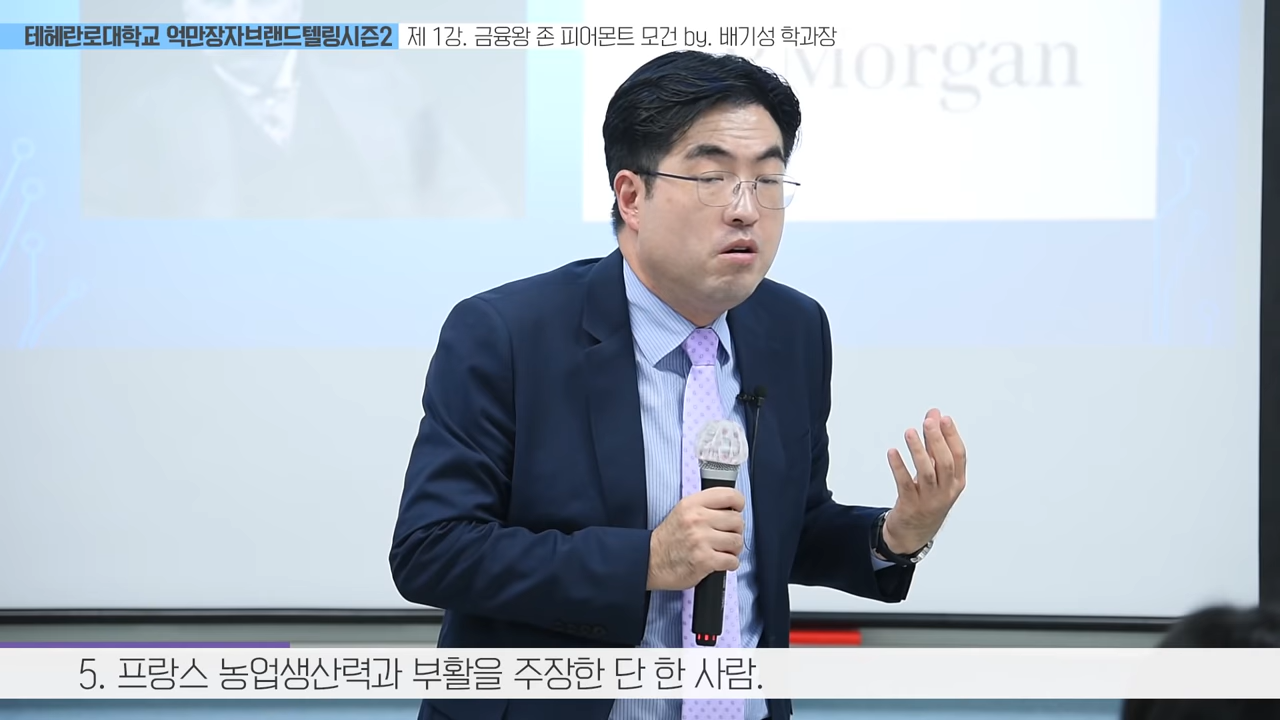 테헤란로대학교 억만장자브랜드텔링시즌2 제 1강. 금융왕 존 피어몬트 모건 by. 배기성 학과장
Morgan
5. 프랑스 농업생산력과 부활을 주장한 단 한 사람.